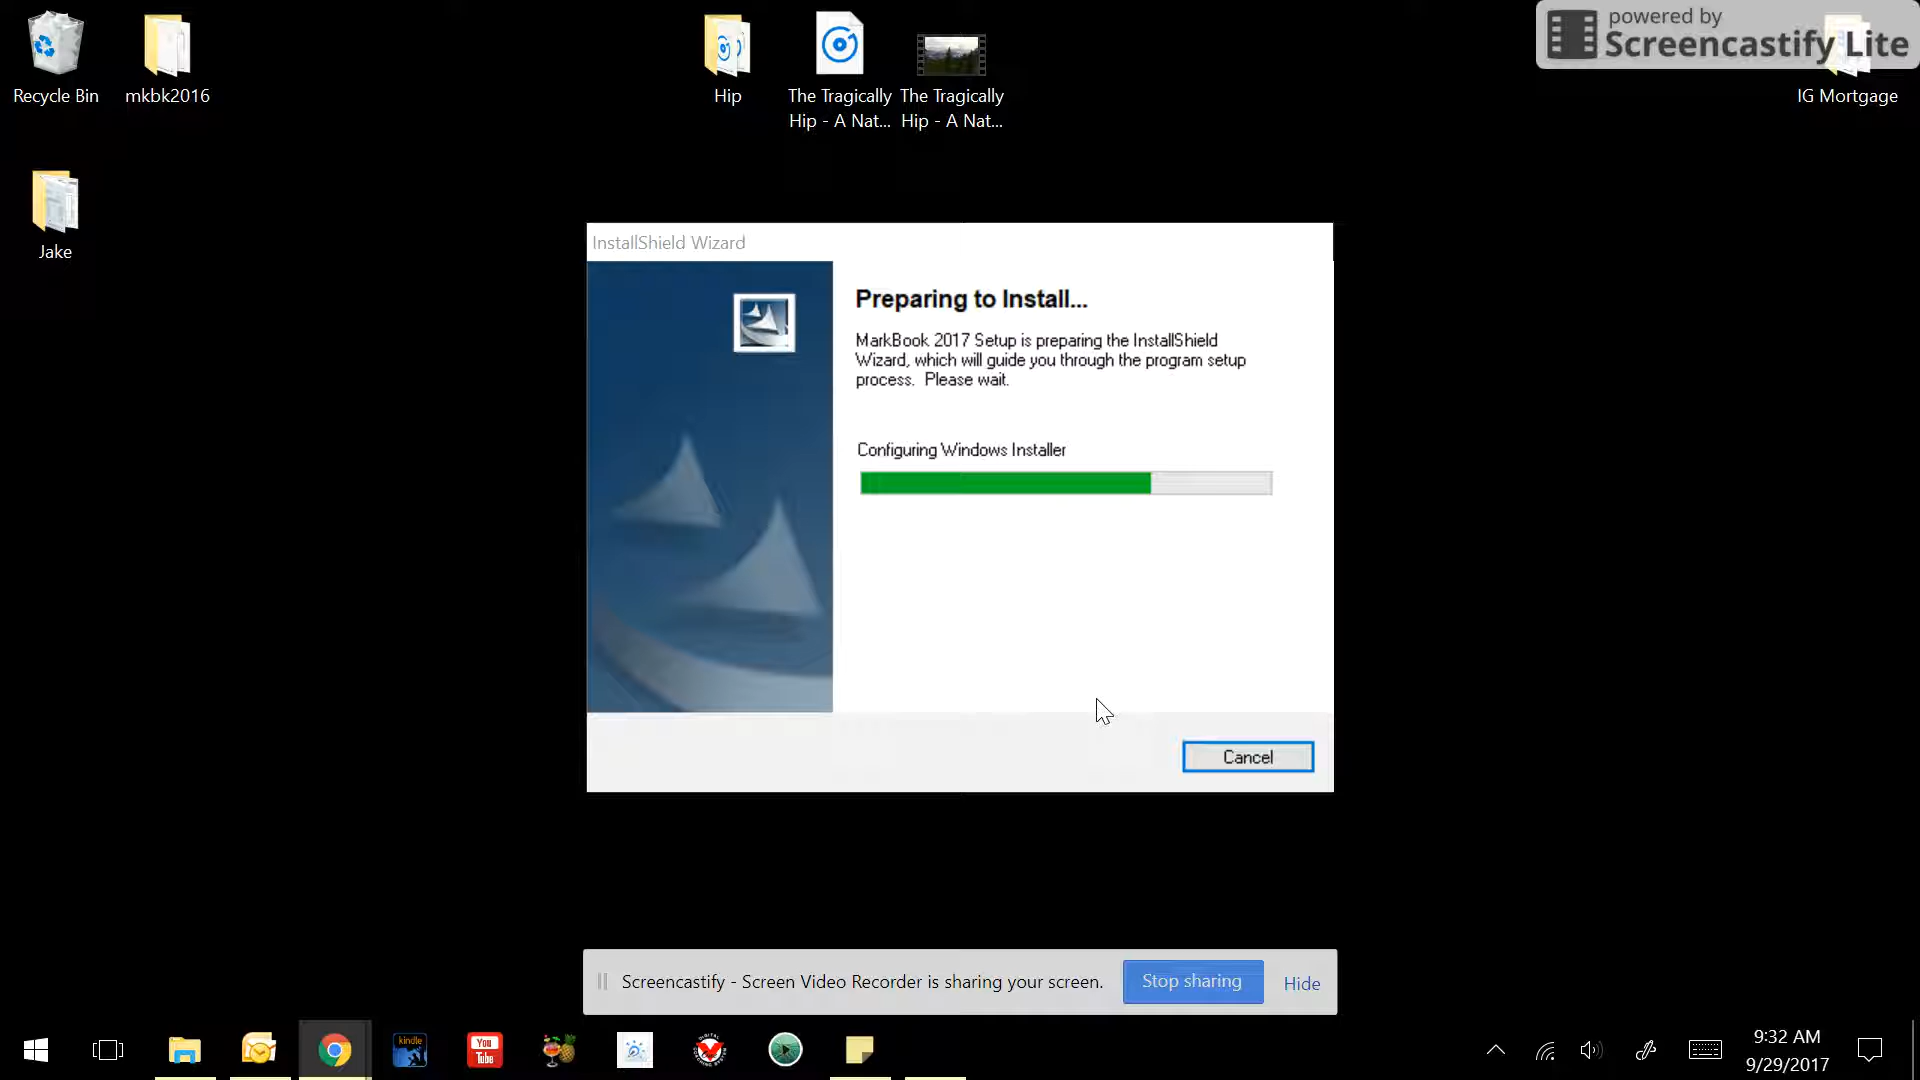 powered by
Screencastify Lite
Recycle Bin
mkbk2016
Hip
The Tragically
Hip - A Nat...
The Tragically
Hip - A Nat...
IG Mortgage
Jake
InstallShield Wizard
Preparing to Install...
MarkBook 2017 Setup is preparing the InstallShield
Wizard, which will guide you through the program setup
process. Please wait.
Configuring Windows Installer
Cancel
Screencastify - Screen Video Recorder is sharing your screen.
Stop sharing
Hide
kindle
You
Tube
9:32 AM
9/29/2017